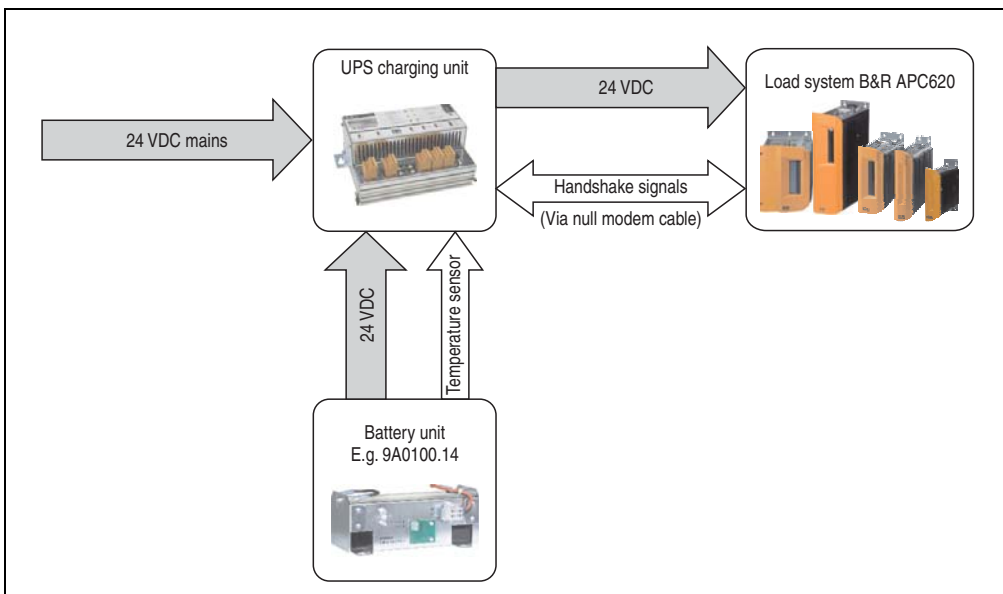 UPS charging unit
24 VDC
Load system B&R APC620
24 VDC mains
Handshake signals
(Via null modem cable)
24 VDC
Temperature sensor
Battery unit
E.g. 9A0100.14